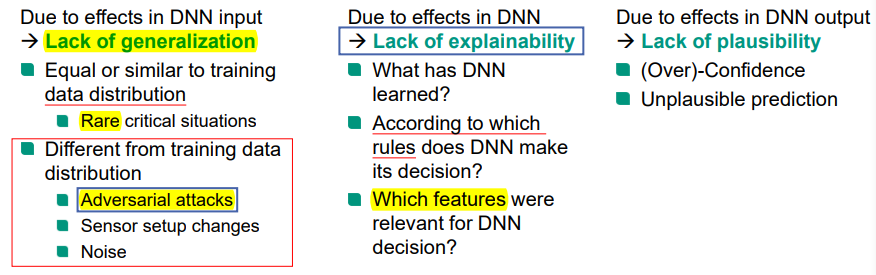 Due to effects in DNN input
→ Lack of generalization
Equal or similar to training
data distribution
Rare critical situations
Different from training data
distribution
Adversarial attacks
Sensor setup changes
Noise
Due to effects in DNN
→ Lack of explainability
What has DNN
learned?
According to which
rules does DNN make
its decision?
Which features were
relevant for DNN
decision?
Due to effects in DNN output
→ Lack of plausibility
(Over)-Confidence
Unplausible prediction